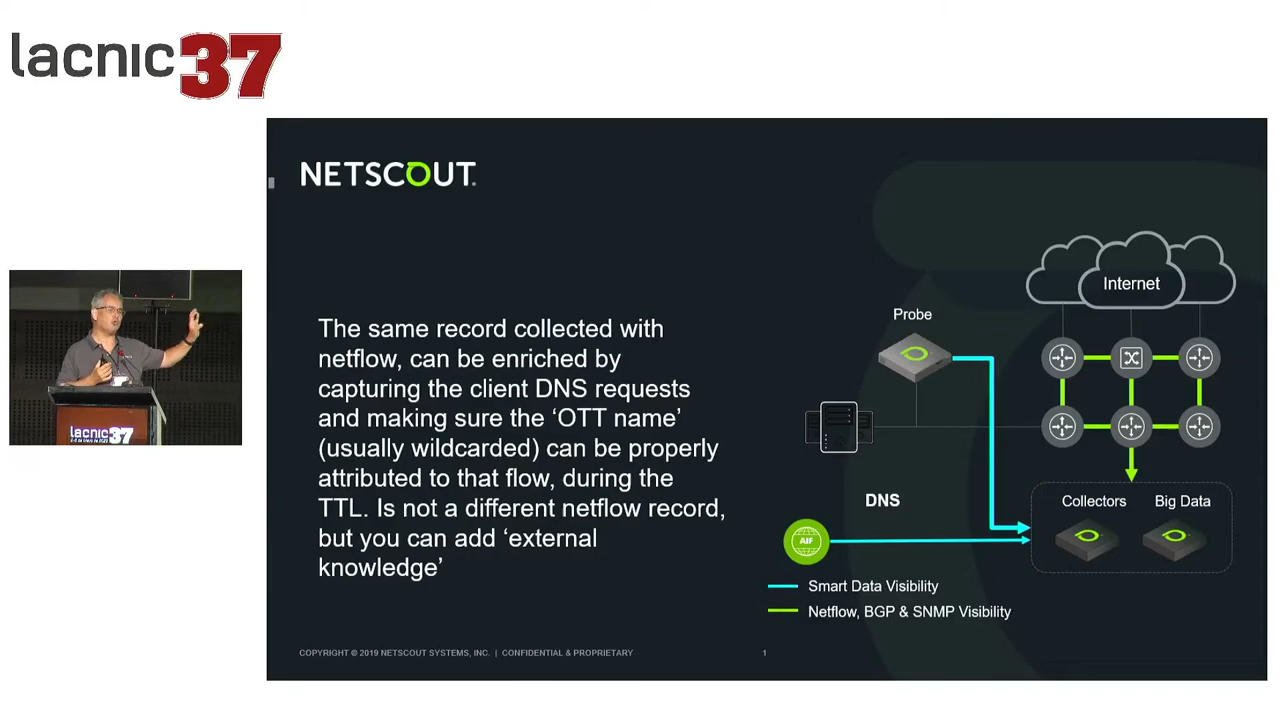 lacnic37
NETSCOUT.
The same record collected with
netflow, can be enriched by
capturing the client DNS requests
and making sure the ‘OTT name’
(usually wildcarded) can be properly
attributed to that flow, during the
TTL. Is not a different netflow record,
but you can add ‘external
knowledge’
Internet
Probe
DNS
Collectors Big Data
AIF
Smart Data Visibility
Netflow, BGP & SNMP Visibility
COPYRIGHT © 2019 NETSCOUT SYSTEMS, INC. | CONFIDENTIAL & PROPRIETARY
1
lacnic37